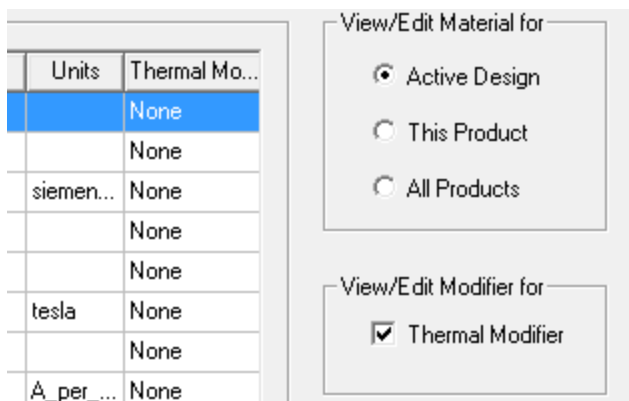 View/Edit Material for
Units Thermal Mo...
Active Design
None
This Product
None
All Products
siemen... None
None
None
View/Edit Modifier for
tesla None
Thermal Modifier
None
A_per_... None